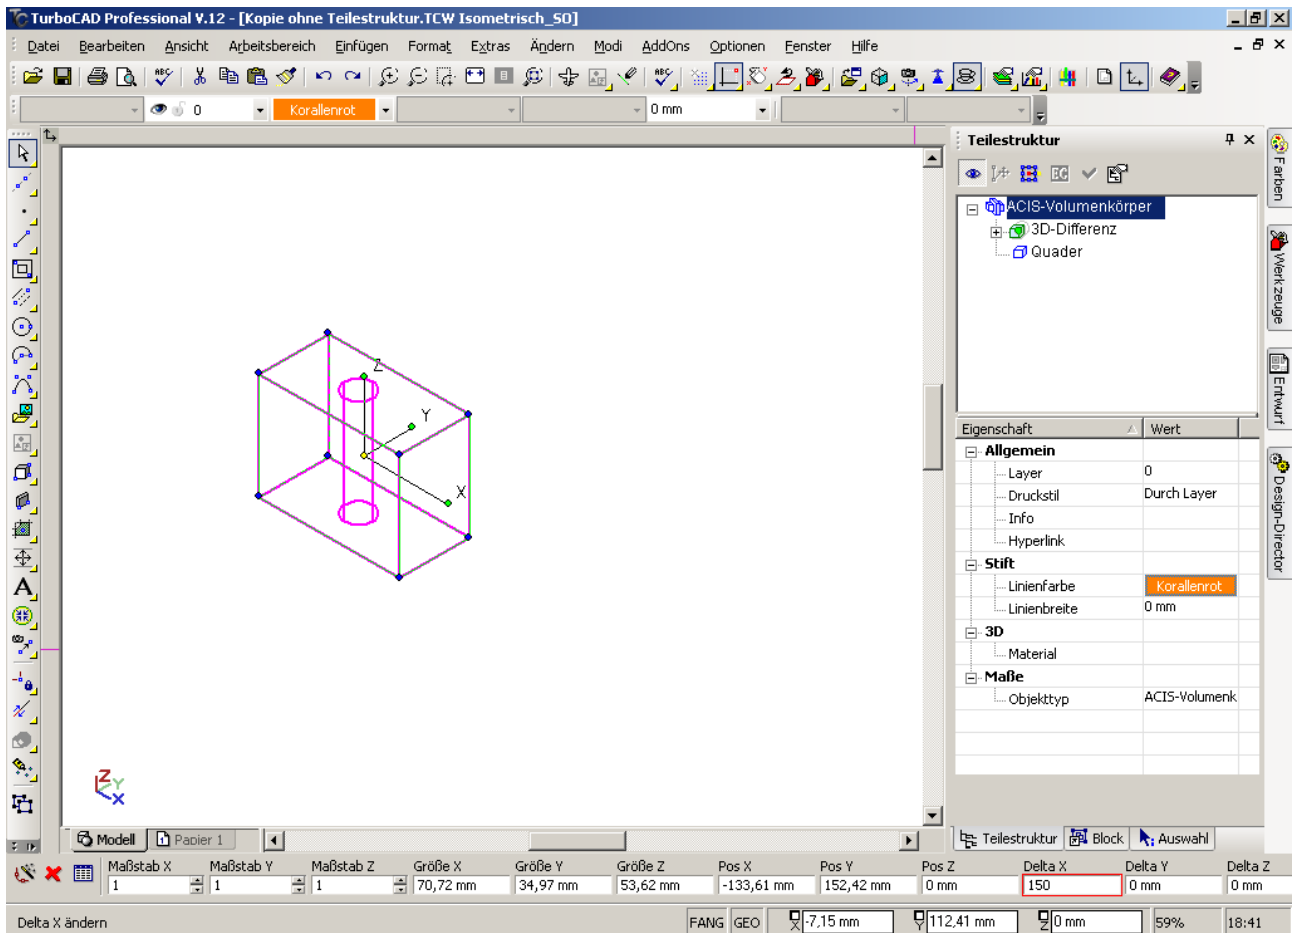 TurboCAD Professional V.12 - [Kopie ohne Teilestruktur.TCW Isometrisch_SO]
Datei Bearbeiten Ansicht Arbeitsbereich Einfügen Format Extras Ändern Modi AddOns Optionen Fenster Hilfe
0 Korallenrot 0 mm
Teilestruktur
ACIS-Volumenkörper
3D-Differenz
Quader
Farben
Werkzeuge
Entwurf
Design-Director
Z
Y
X
Eigenschaft Wert
Allgemein
Layer 0
Druckstil Durch Layer
Info
Hyperlink
Stift
Linienfarbe Korallenrot
Linienbreite 0 mm
3D
Material
Maße
Objekttyp ACIS-Volumenk
Z
Y
X
Modell Papier 1
Teilestruktur Block Auswahl
Maßstab X Maßstab Y Maßstab Z Größe X Größe Y Größe Z Pos X Pos Y Pos Z Delta X Delta Y Delta Z
1 1 1 70,72 mm 34,97 mm 53,62 mm -133,61 mm 152,42 mm 0 mm 150 0 mm 0 mm
Delta X ändern FANG GEO X -7,15 mm Y 112,41 mm Z 0 mm 59% 18:41